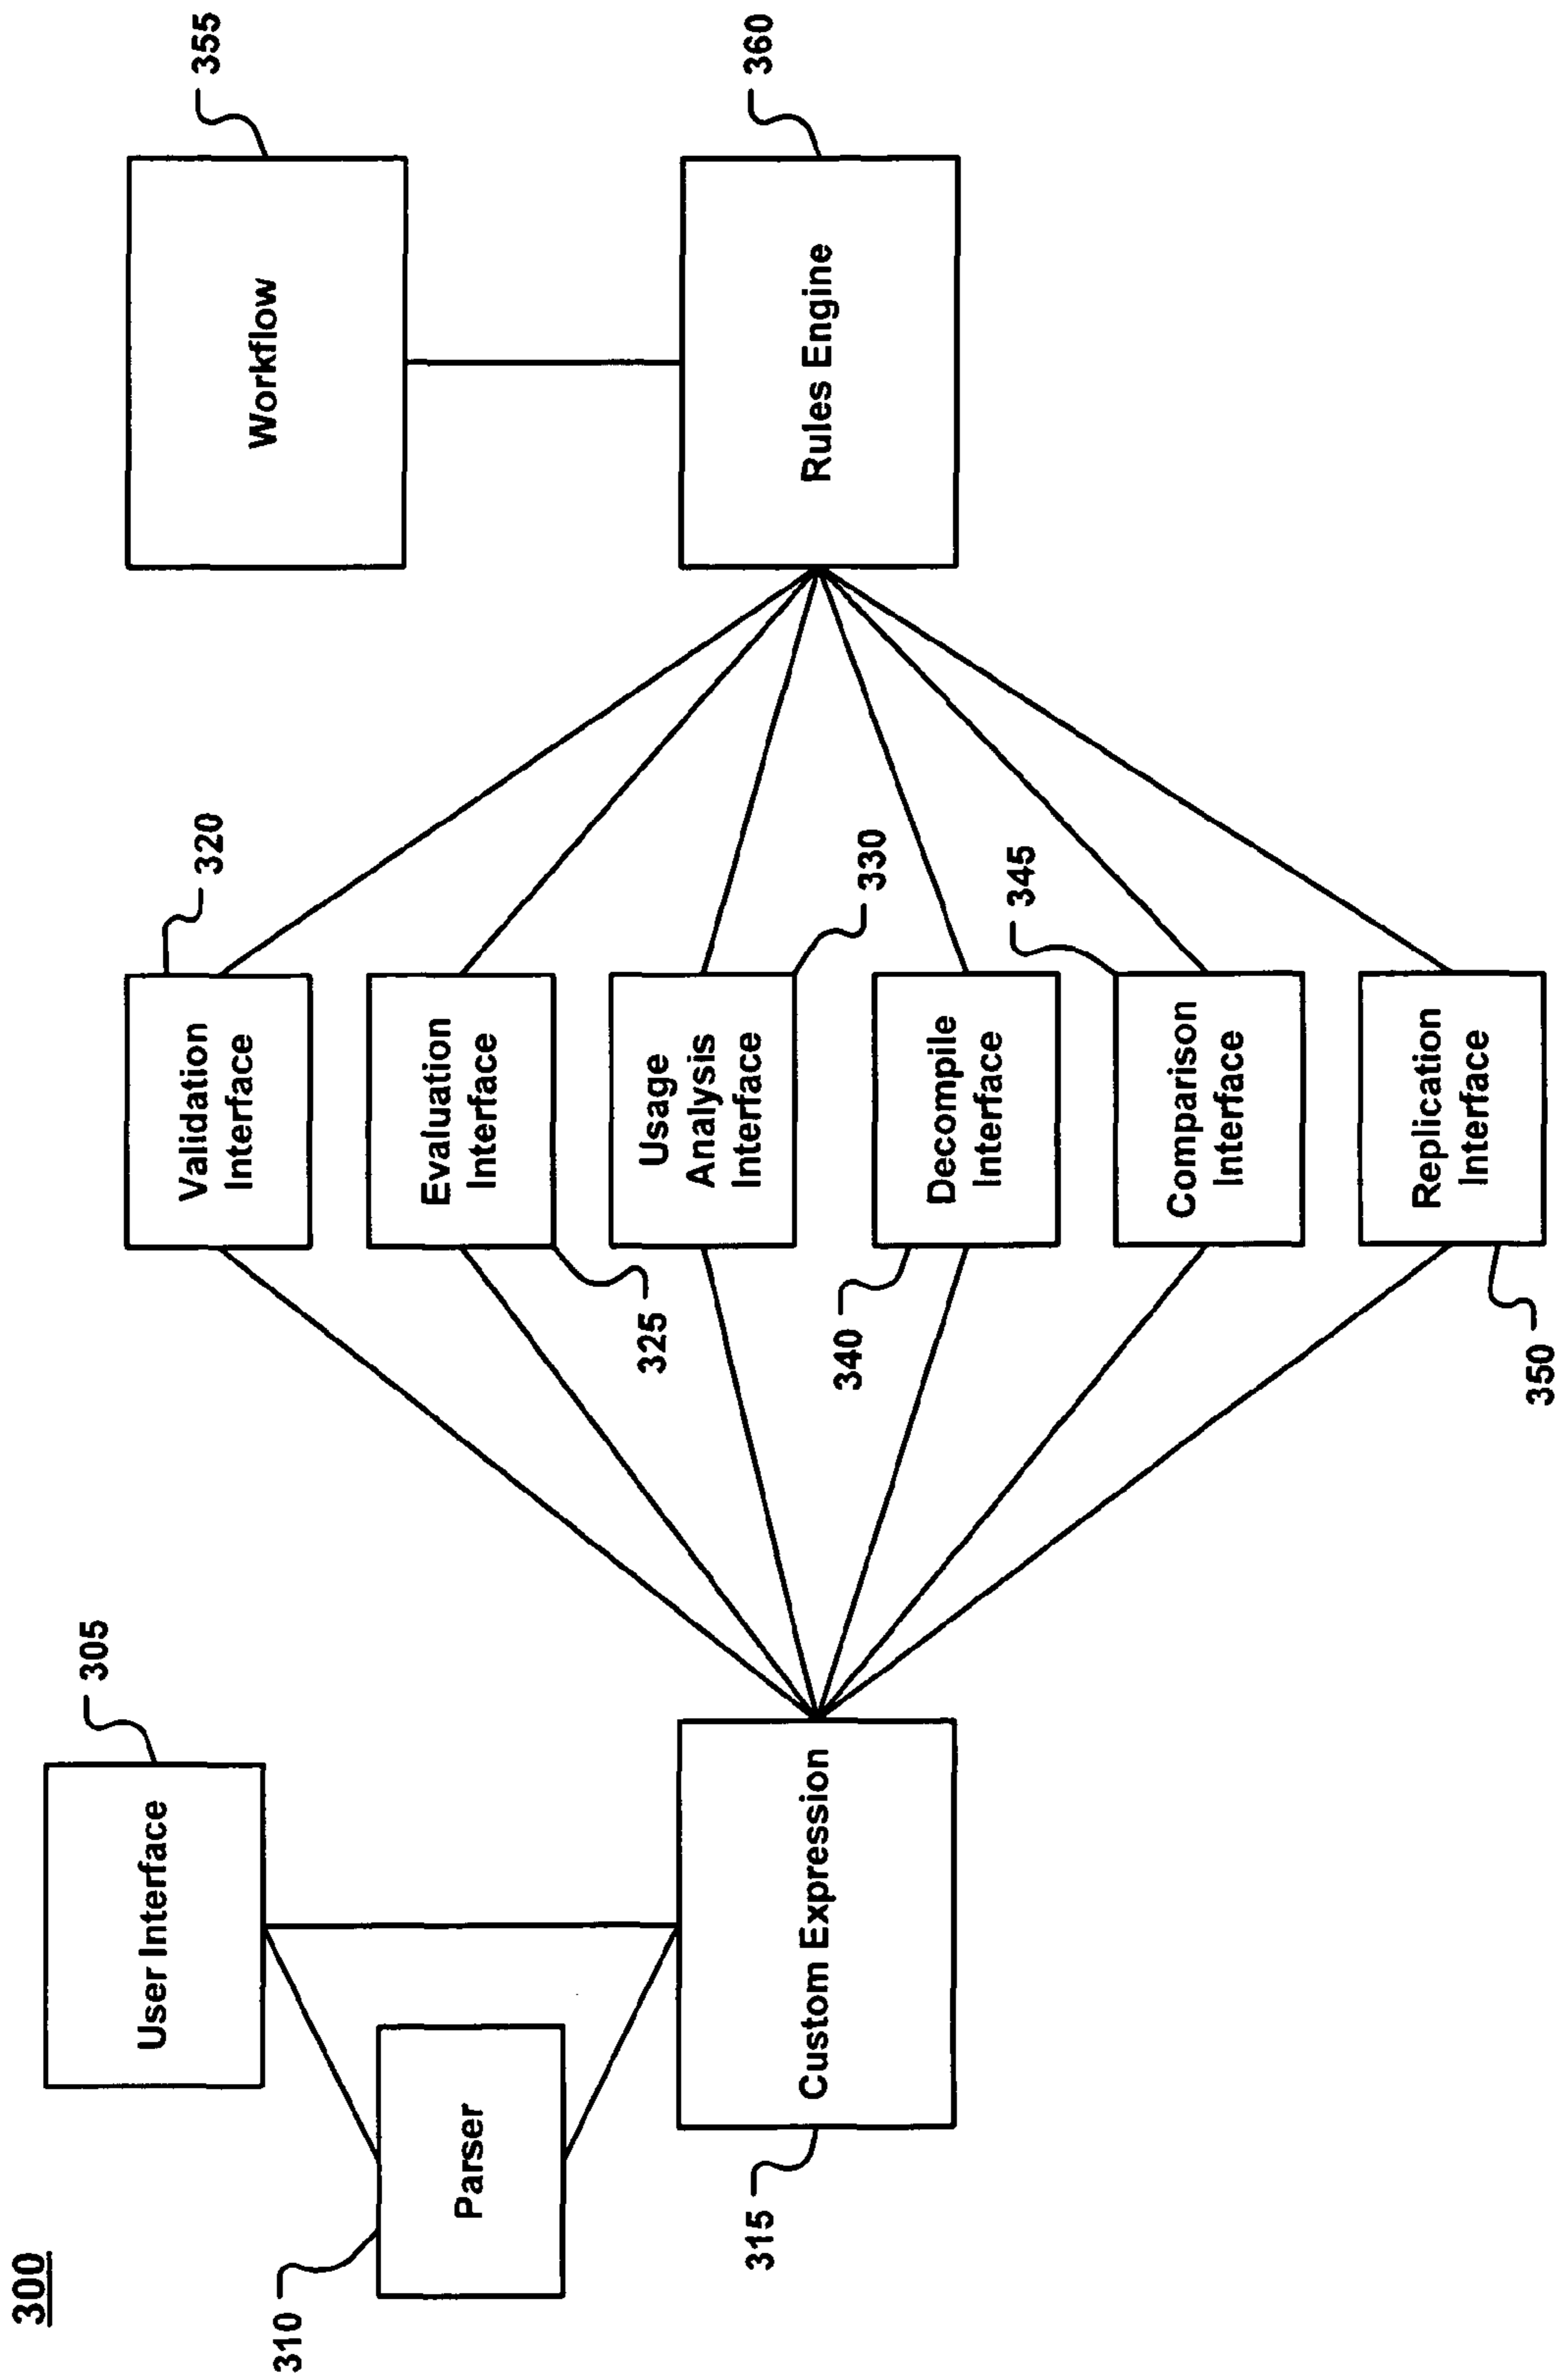 300
User Interface
305
Parser
310
Custom Expression
315
Validation
Interface
320
Evaluation
Interface
325
Usage
Analysis
Interface
330
Decompile
Interface
340
Comparison
Interface
345
Replication
Interface
350
Workflow
355
Rules Engine
360